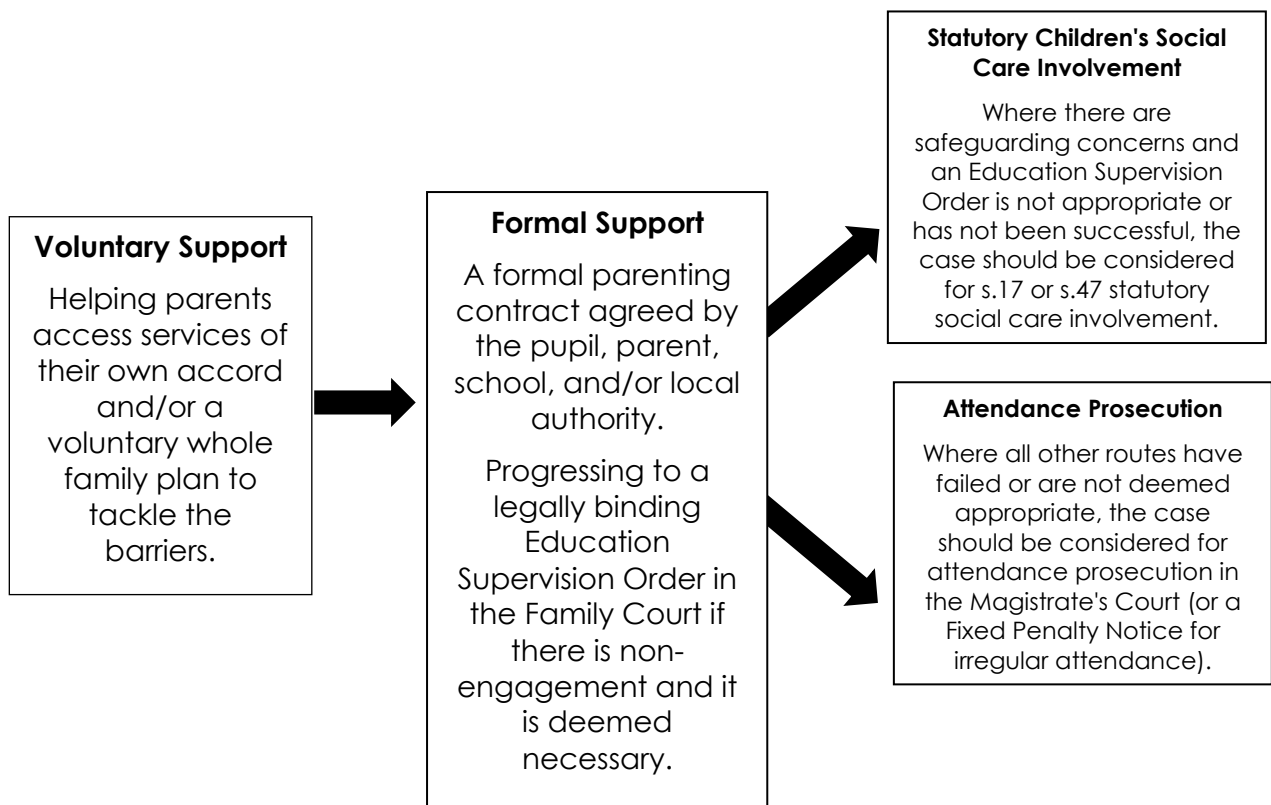 Voluntary Support
Helping parents
access services of
their own accord
and/or a
voluntary whole
family plan to
tackle the
barriers.
Formal Support
A formal parenting
contract agreed by
the pupil, parent,
school, and/or local
authority.
Progressing to a
legally binding
Education
Supervision Order in
the Family Court if
there is non-
engagement and it
is deemed
necessary.
Statutory Children's Social
Care Involvement
Where there are
safeguarding concerns and
an Education Supervision
Order is not appropriate or
has not been successful, the
case should be considered
for s.17 or s.47 statutory
social care involvement.
Attendance Prosecution
Where all other routes have
failed or are not deemed
appropriate, the case
should be considered for
attendance prosecution in
the Magistrate's Court (or a
Fixed Penalty Notice for
irregular attendance).